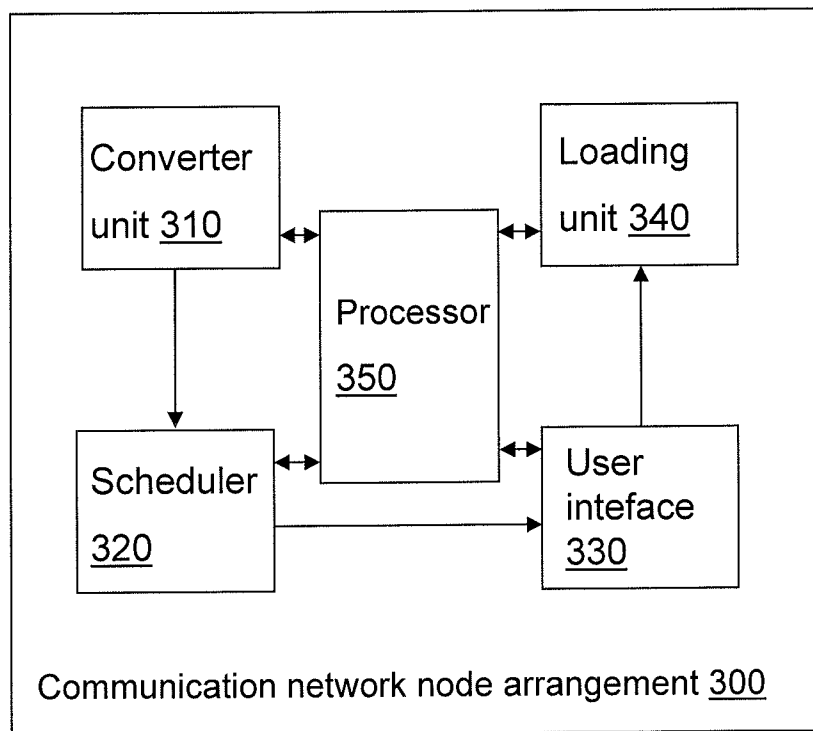 Converter
unit 310
Loading
unit 340
Processor
350
Scheduler
320
User
inteface
330
Communication network node arrangement 300